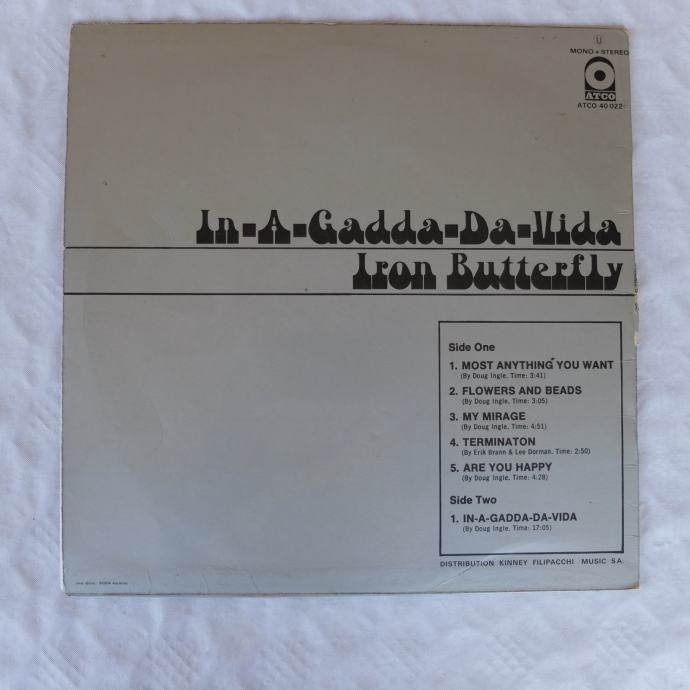 U
MONO + STEREO
ATCO
ATCO 40 022
In-A-Gadda-Da-Vida
Iron Butterfly
Side One
1. MOST ANYTHING YOU WANT
(By Doug Ingle. Time: 3:41)
2. FLOWERS AND BEADS
(By Doug Ingle. Time: 3:05)
3. MY MIRAGE
(By Doug Ingle. Time: 4:51)
4. TERMINATON
(By Erik Brann & Lee Dorman. Time: 2:50)
5. ARE YOU HAPPY
(By Doug Ingle. Time: 4:28)
Side Two
1. IN-A-GADDA-DA-VIDA
(By Doug Ingle. Time: 17:05)
DISTRIBUTION KINNEY FILIPACCHI MUSIC SA.